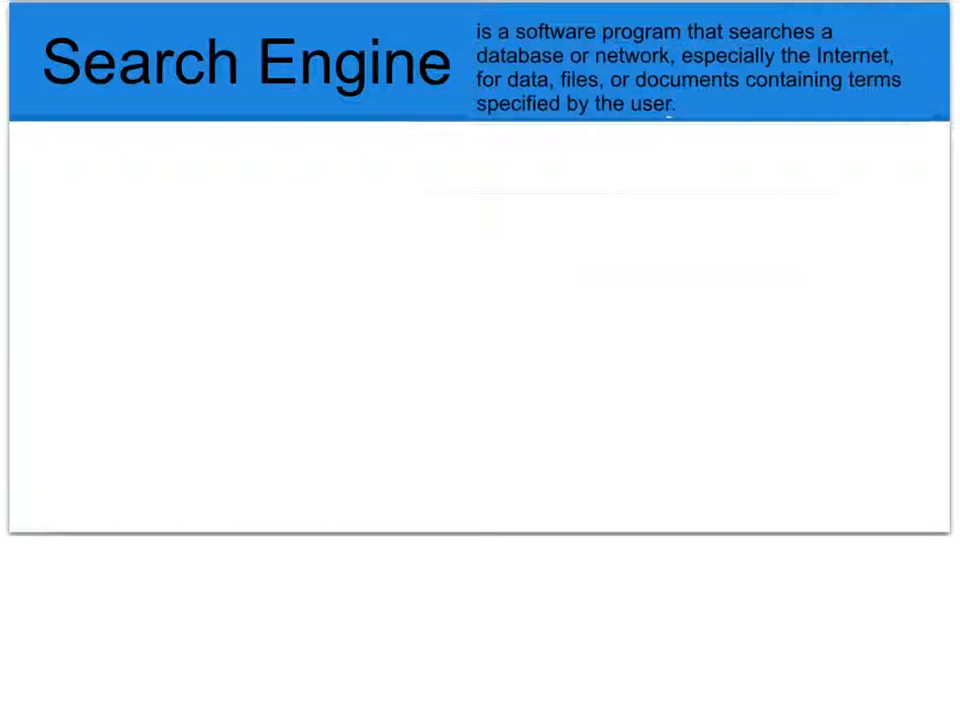 Search Engine
is a software program that searches a
database or network, especially the Internet,
for data, files, or documents containing terms
specified by the user.